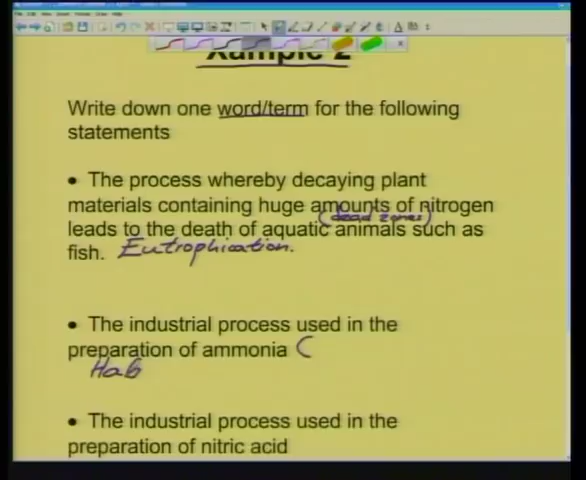 Xample 2
Write down one word/term for the following
statements
• The process whereby decaying plant
materials containing huge amounts of nitrogen
(dead zones)
leads to the death of aquatic animals such as
fish. Eutrophication.
• The industrial process used in the
preparation of ammonia (
Hab
• The industrial process used in the
preparation of nitric acid